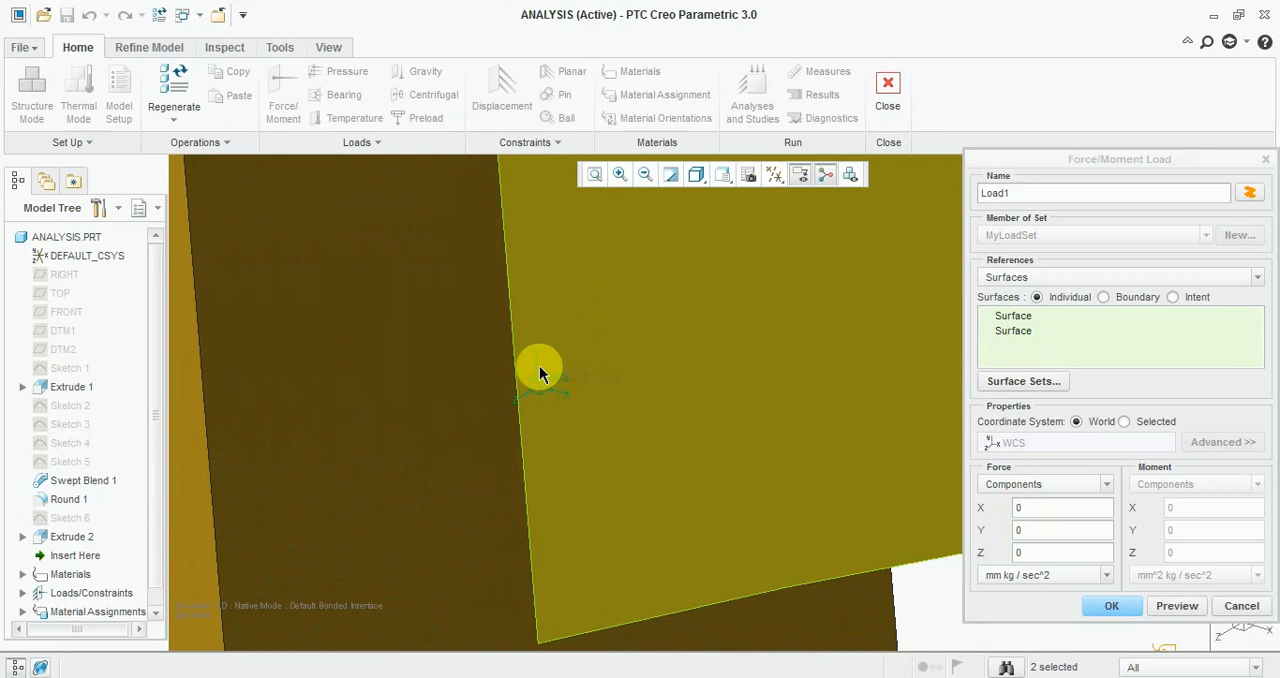 ANALYSIS (Active) - PTC Creo Parametric 3.0
File Home Refine Model Inspect Tools View
Structure Mode
Thermal Mode
Model Setup
Regenerate
Copy
Paste
Force/ Moment
Pressure
Bearing
Temperature
Gravity
Centrifugal
Preload
Displacement
Planar
Pin
Ball
Materials
Material Assignment
Material Orientations
Analyses and Studies
Measures
Results
Diagnostics
Close
Set Up Operations Loads Constraints Materials Run Close
Model Tree
ANALYSIS.PRT
DEFAULT_CSYS
RIGHT
TOP
FRONT
DTM1
DTM2
Sketch 1
Extrude 1
Sketch 2
Sketch 3
Sketch 4
Sketch 5
Swept Blend 1
Round 1
Sketch 6
Extrude 2
Insert Here
Materials
Loads/Constraints
Material Assignments
D : Native Mode : Default Bonded Interface
Force/Moment Load
Name
Load1
Member of Set
MyLoadSet New...
References
Surfaces
Surfaces : Individual Boundary Intent
Surface
Surface
Surface Sets...
Properties
Coordinate System: World Selected
WCS Advanced >>
Force Moment
Components Components
X 0 X 0
Y 0 Y 0
Z 0 Z 0
mm kg / sec^2 mm^2 kg / sec^2
OK Preview Cancel
Z X
2 selected All